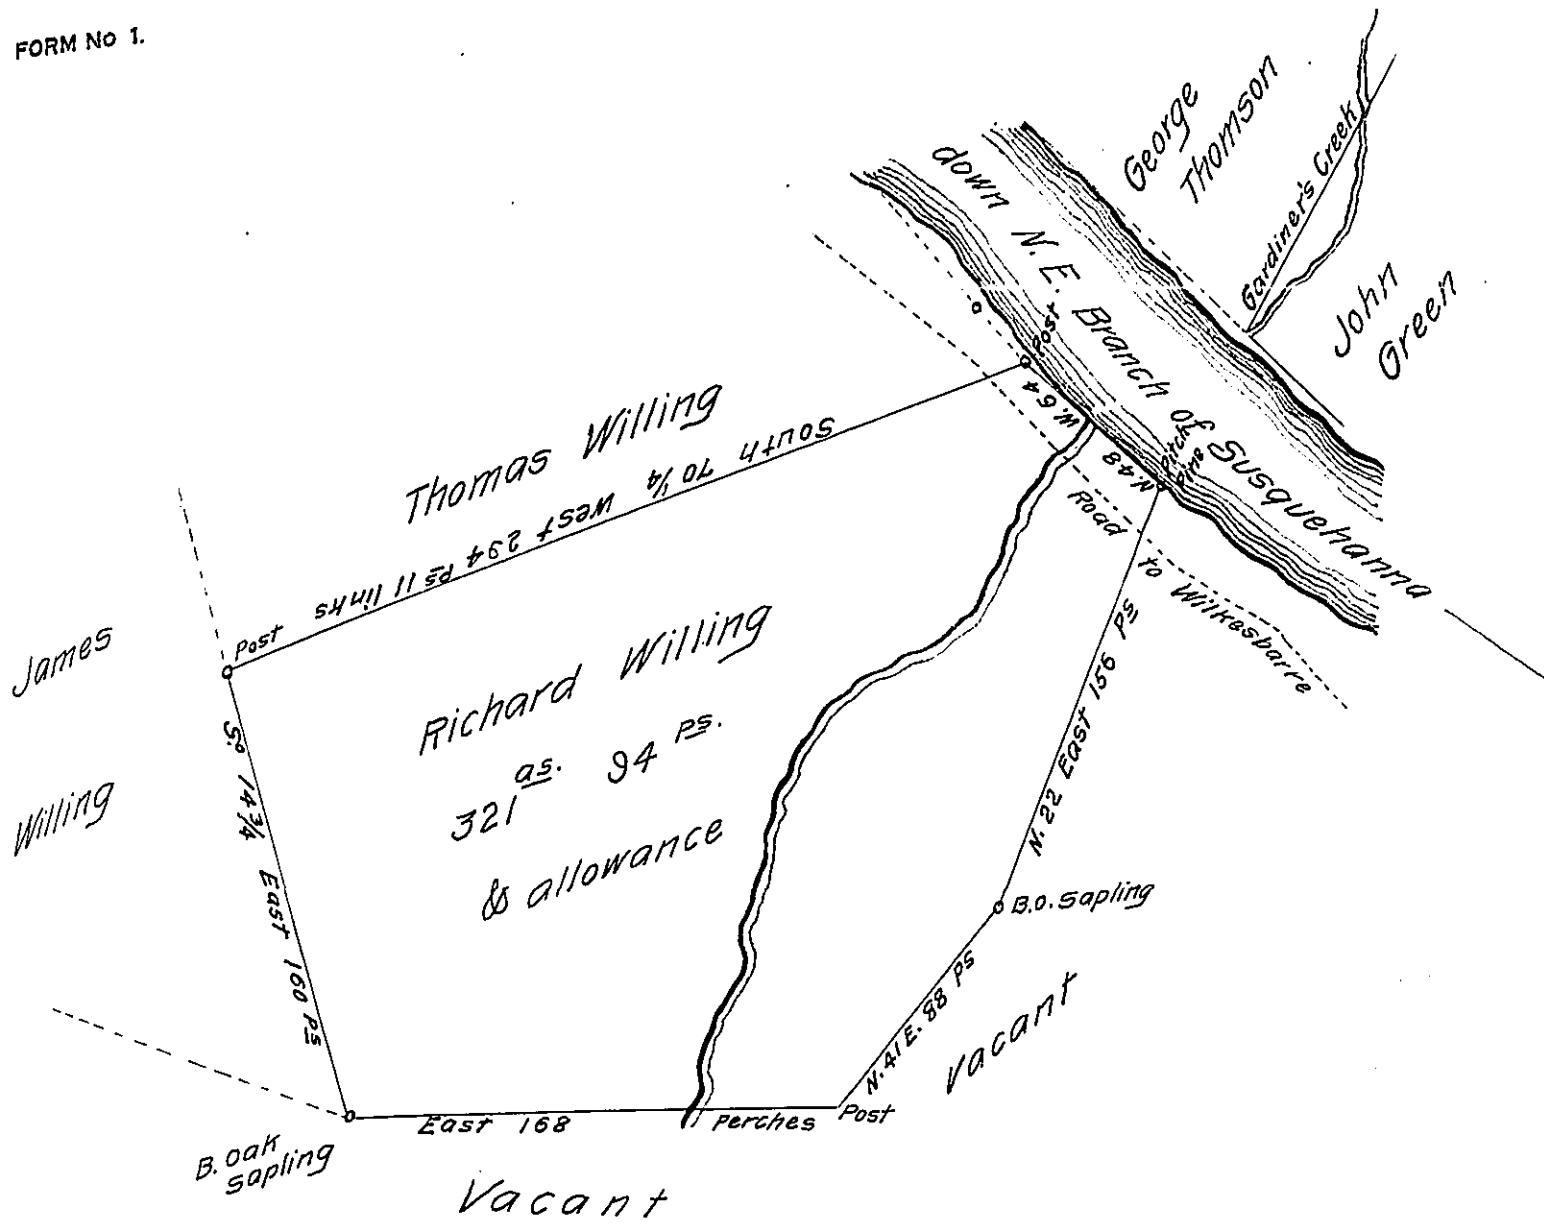 FORM No 1.
George
Thomson
Gardiner's Creek
John
Green
down N. E. Branch of Susquehanna
Post
N. 48 W. 64
Pitch
Pine
Road to Wilkesbarre
Thomas Willing
South 70 1/4 West 294 Ps 11 links
Post
James
Willing
Richard Willing
321 as. 94 Ps.
& allowance
So. 14 3/4 East 160 Ps
N. 22 East 156 Ps
B.O. Sapling
N. 41 E. 88 Ps
Vacant
East 168 Perches
Post
B. Oak
Sapling
Vacant